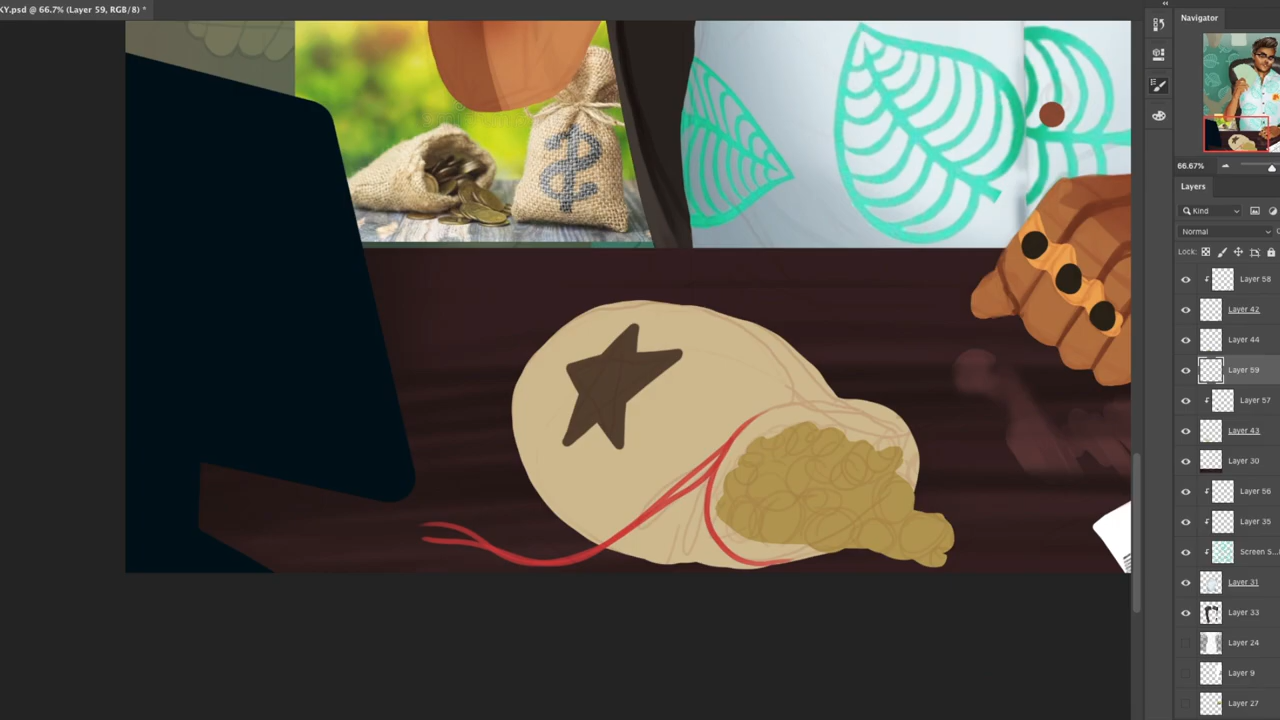 KY.psd @ 66.7% (Layer 59, RGB/8) *
Navigator
66.67%
Layers
Kind
Normal
Lock:
Layer 58
Layer 42
Layer 44
Layer 59
Layer 57
Layer 43
Layer 30
Layer 56
Layer 35
Screen S...
Layer 31
Layer 33
Layer 24
Layer 9
Layer 27